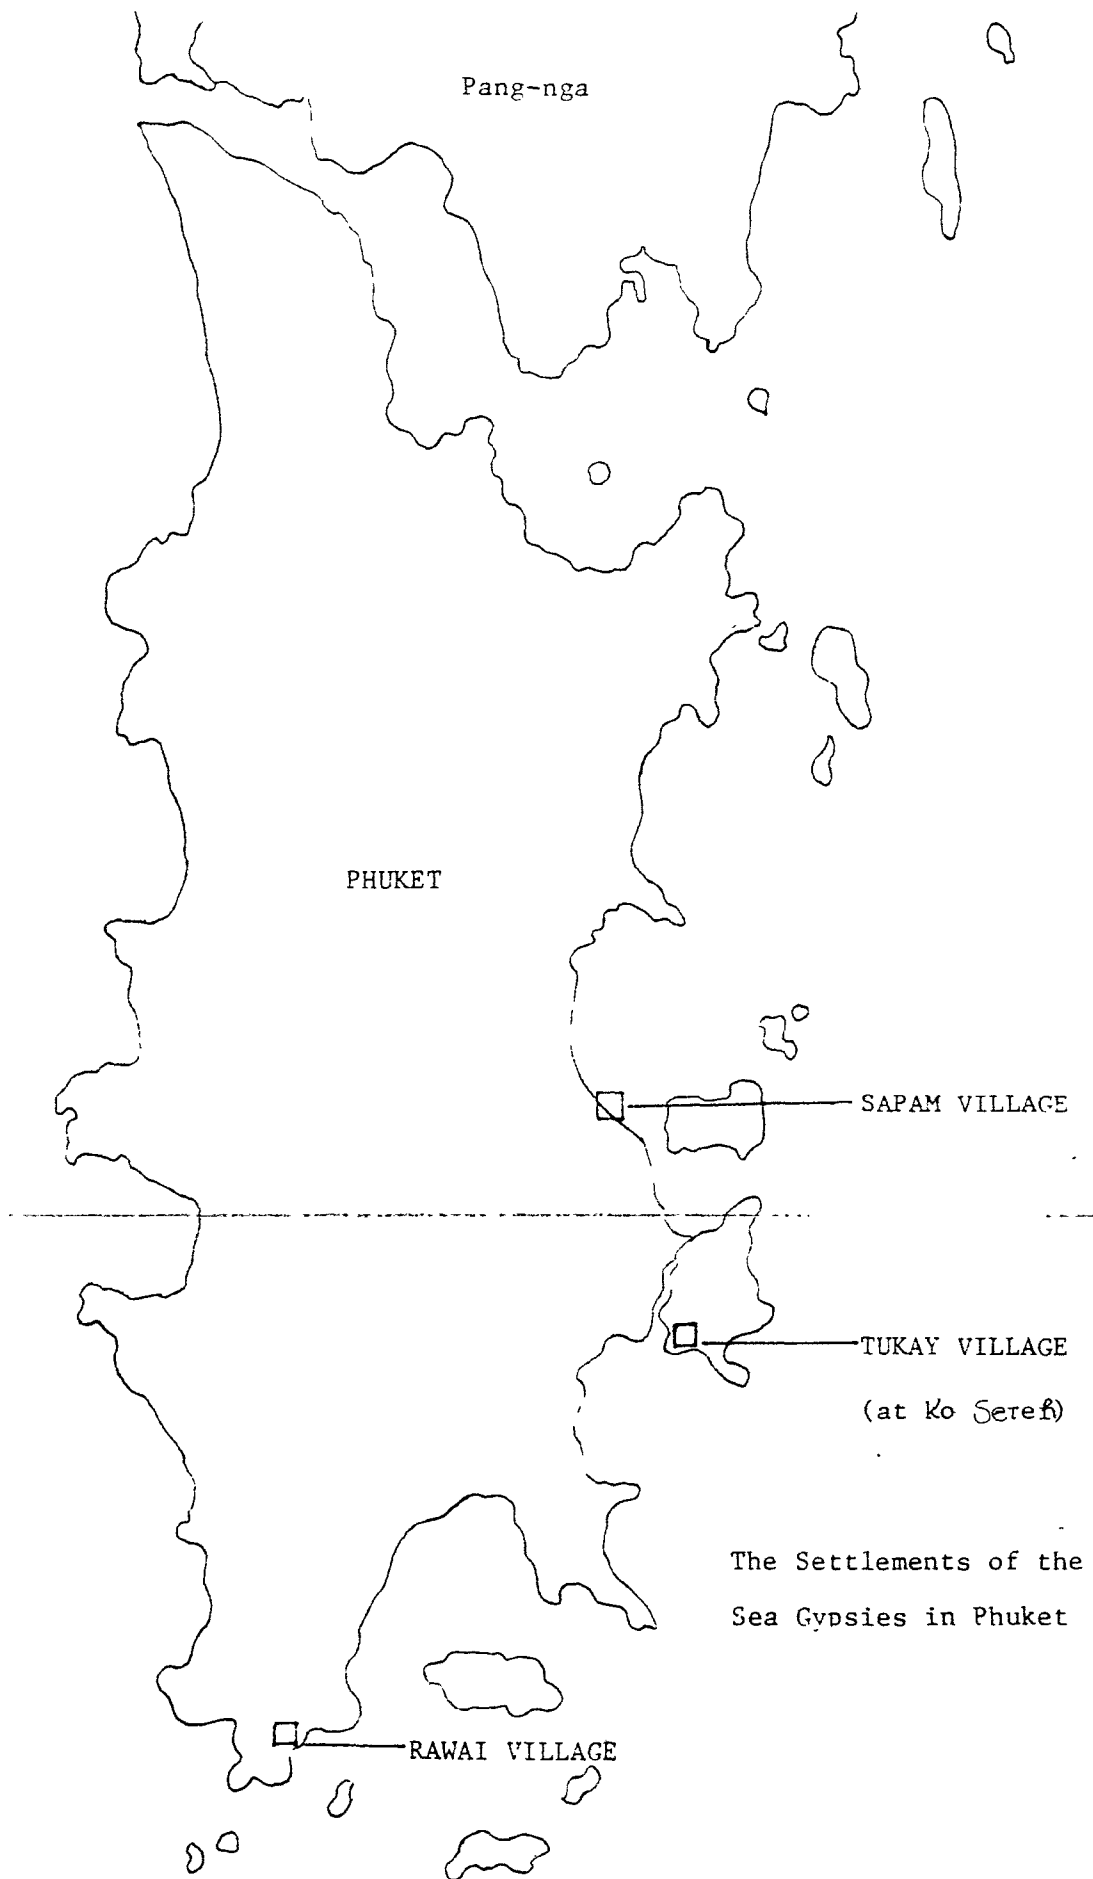 Pang-nga
PHUKET
SAPAM VILLAGE
TUKAY VILLAGE
(at Ko Sereh)
The Settlements of the
Sea Gypsies in Phuket
RAWAI VILLAGE